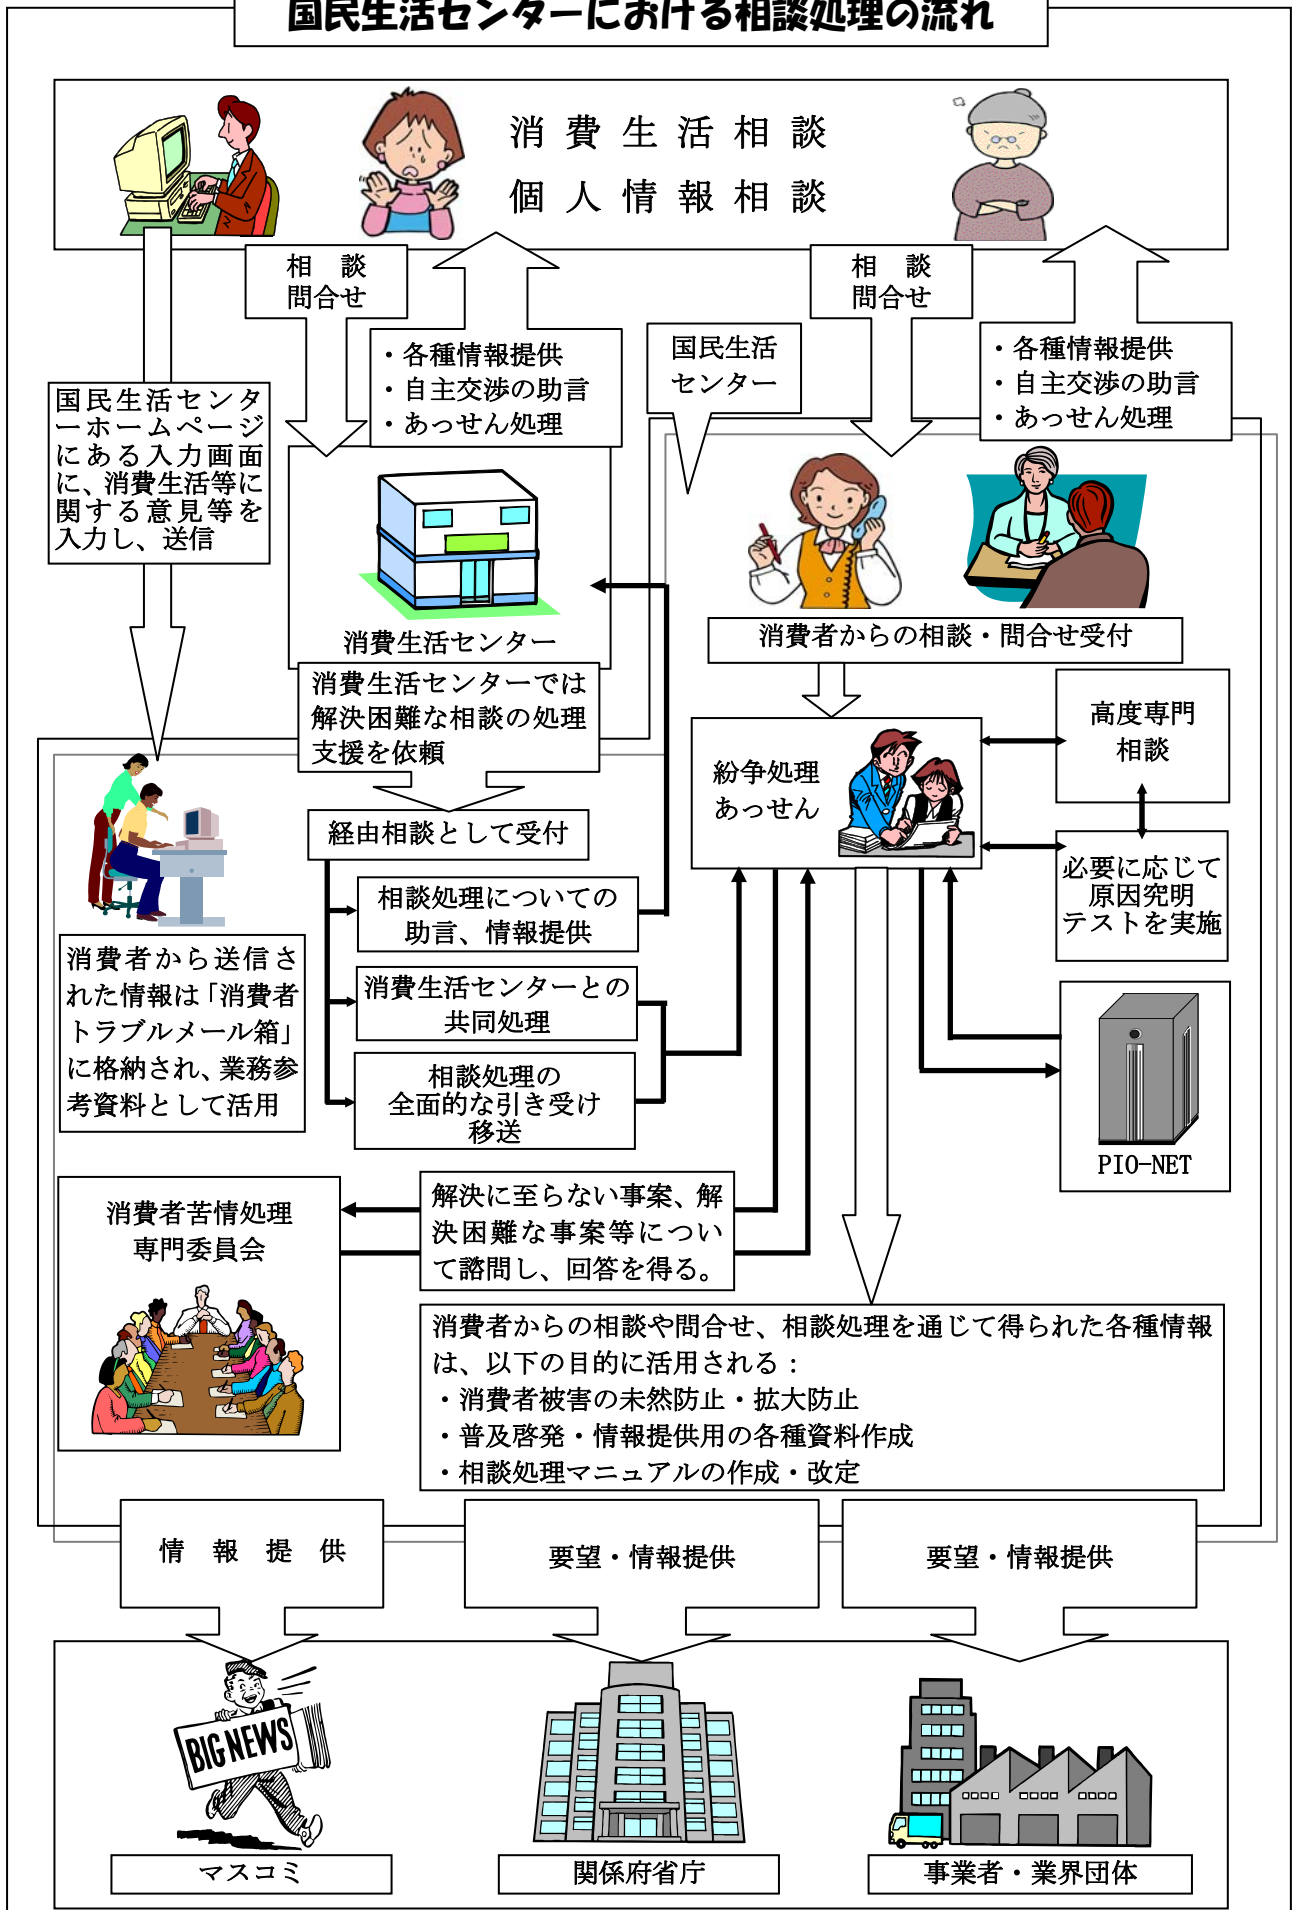 国民生活センターにおける相談処理の流れ
消費生活相談
個人情報相談
相　談
問合せ
相　談
問合せ
・各種情報提供
・自主交渉の助言
・あっせん処理
国民生活
センター
・各種情報提供
・自主交渉の助言
・あっせん処理
国民生活センタ
ーホームページ
にある入力画面
に、消費生活等に
関する意見等を
入力し、送信
消費生活センター
消費者からの相談・問合せ受付
消費生活センターでは
解決困難な相談の処理
支援を依頼
高度専門
相談
紛争処理
あっせん
経由相談として受付
必要に応じて
原因究明
テストを実施
相談処理についての
助言、情報提供
消費者から送信さ
れた情報は「消費者
トラブルメール箱」
に格納され、業務参
考資料として活用
消費生活センターとの
共同処理
相談処理の
全面的な引き受け
移送
PIO-NET
消費者苦情処理
専門委員会
解決に至らない事案、解
決困難な事案等につい
て諮問し、回答を得る。
消費者からの相談や問合せ、相談処理を通じて得られた各種情報
は、以下の目的に活用される：
・消費者被害の未然防止・拡大防止
・普及啓発・情報提供用の各種資料作成
・相談処理マニュアルの作成・改定
情　報　提　供
要望・情報提供
要望・情報提供
BIG NEWS
マスコミ
関係府省庁
事業者・業界団体